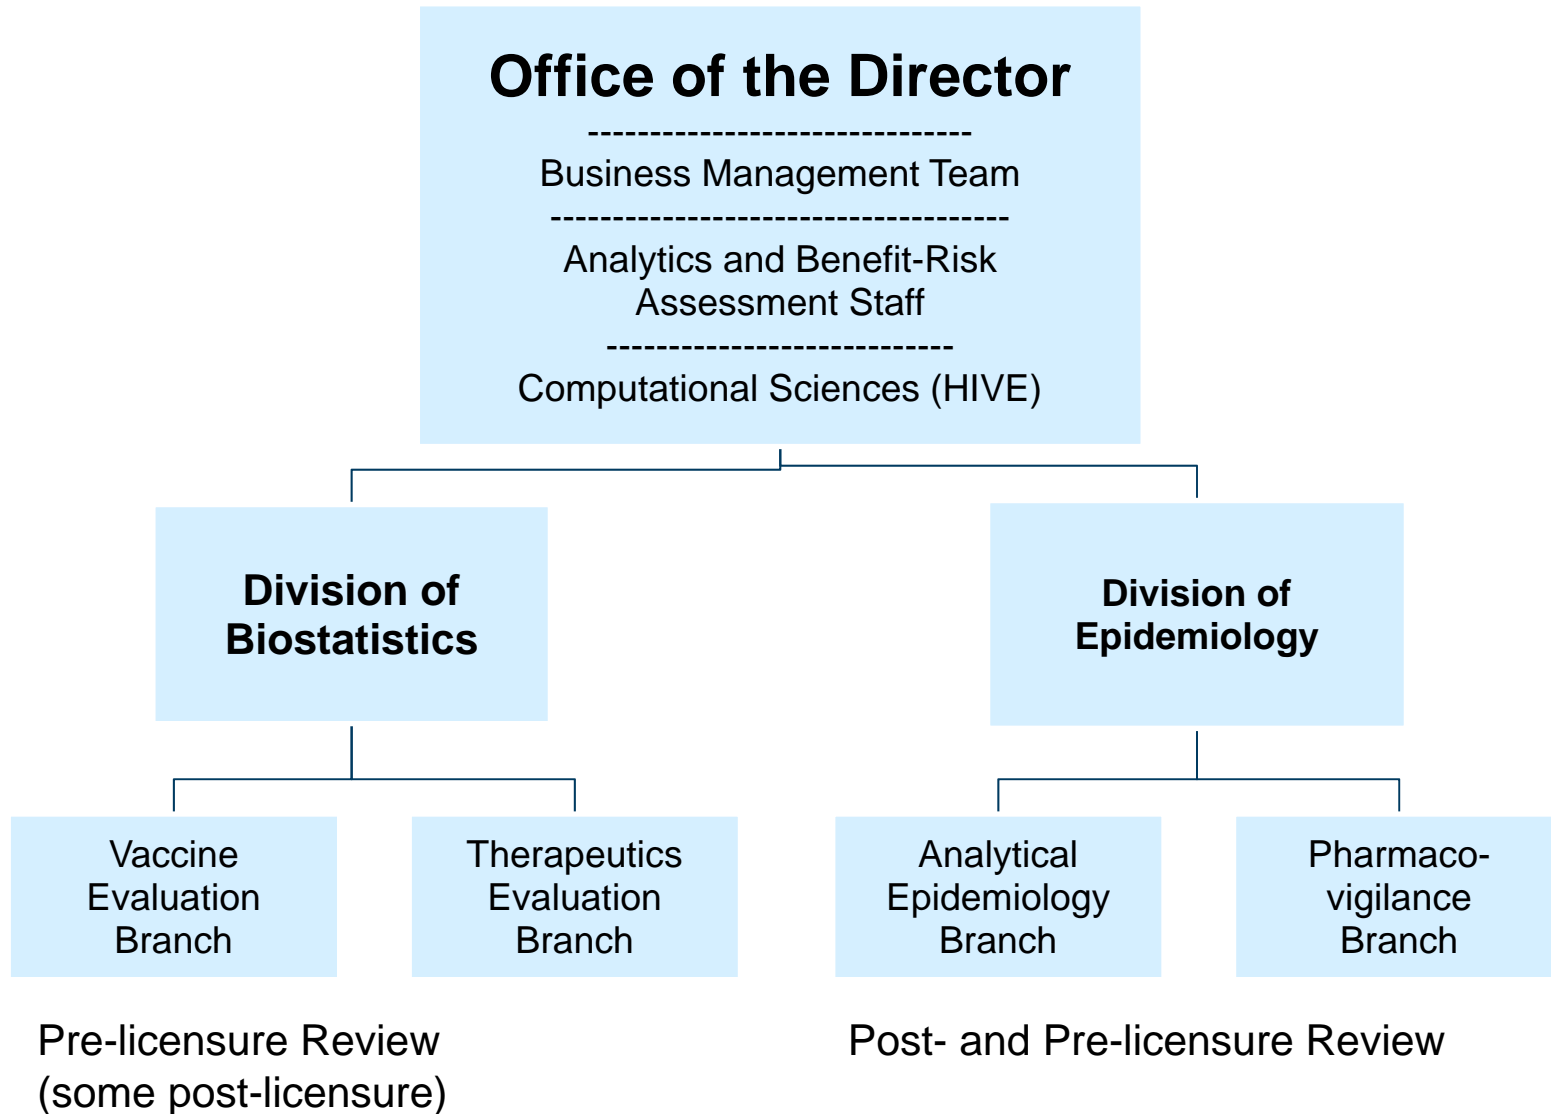 Office of the Director
-------------------------------
Business Management Team
-------------------------------------
Analytics and Benefit-Risk
Assessment Staff
----------------------------
Computational Sciences (HIVE)
Division of
Biostatistics
Division of
Epidemiology
Vaccine
Evaluation
Branch
Therapeutics
Evaluation
Branch
Analytical
Epidemiology
Branch
Pharmaco-
vigilance
Branch
Pre-licensure Review
(some post-licensure)
Post- and Pre-licensure Review